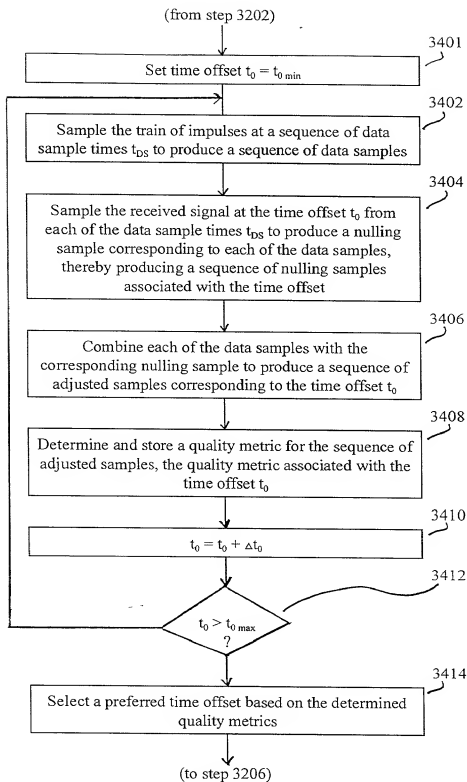 (from step 3202)
3401
Set time offset t₀ = t₀ min
3402
Sample the train of impulses at a sequence of data
sample times tDS to produce a sequence of data samples
3404
Sample the received signal at the time offset t₀ from
each of the data sample times tDS to produce a nulling
sample corresponding to each of the data samples,
thereby producing a sequence of nulling samples
associated with the time offset
3406
Combine each of the data samples with the
corresponding nulling sample to produce a sequence of
adjusted samples corresponding to the time offset t₀
3408
Determine and store a quality metric for the sequence of
adjusted samples, the quality metric associated with the
time offset t₀
3410
t₀ = t₀ + Δt₀
3412
t₀ > t₀ max
?
3414
Select a preferred time offset based on the determined
quality metrics
(to step 3206)